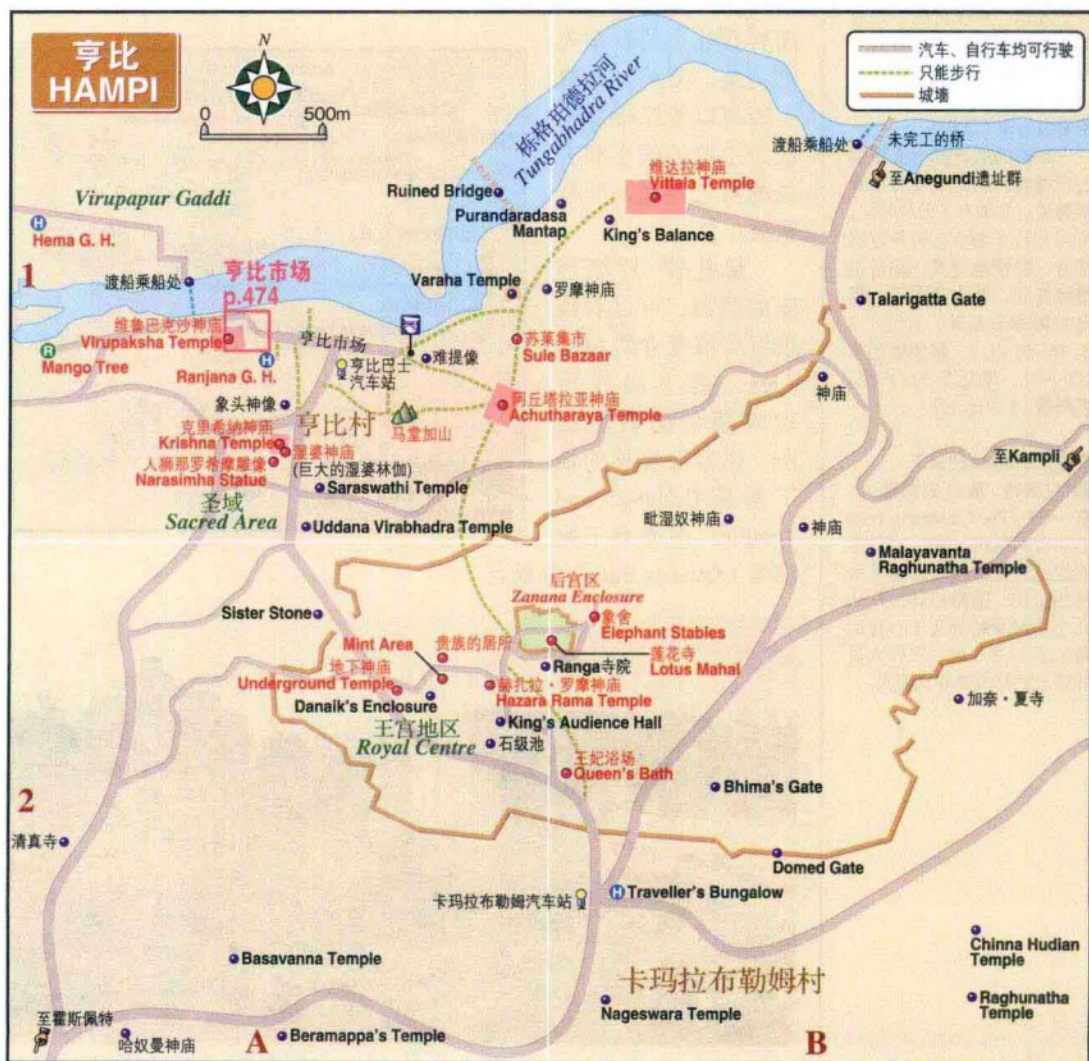 亨比
HAMPI
N
0 500m
汽车、自行车均可行驶
只能步行
城墙
栋格珀德拉河
Tungabhadra River
渡船乘船处
未完工的桥
至Anegundi遗址群
维达拉神庙
Vittala Temple
Ruined Bridge
Purandaradasa
Mantap
King's Balance
Virupapur Gaddi
Hema G. H.
1
渡船乘船处
亨比市场
p.474
Varaha Temple
罗摩神庙
Talarigatta Gate
维鲁巴克沙神庙
Virupaksha Temple
亨比市场
难提像
苏莱集市
Sule Bazaar
Mango Tree
Ranjana G. H.
亨比巴士
汽车站
神庙
象头神像
亨比村
马堂加山
阿丘塔拉亚神庙
Achutharaya Temple
克里希纳神庙
Krishna Temple
湿婆神庙
(巨大的湿婆林伽)
人狮那罗希摩雕像
Narasimha Statue
至Kampli
Saraswathi Temple
圣域
Sacred Area
Uddana Virabhadra Temple
毗湿奴神庙
神庙
Malayavanta
Raghunatha Temple
后宫区
Zanana Enclosure
Sister Stone
象舍
Elephant Stables
Mint Area
贵族的居所
莲花寺
Lotus Mahal
Ranga寺院
地下神庙
Underground Temple
赫扎拉·罗摩神庙
Hazara Rama Temple
Danaik's Enclosure
加奈·夏寺
王宫地区
Royal Centre
King's Audience Hall
石级池
王妃浴场
Queen's Bath
Bhima's Gate
2
清真寺
Domed Gate
卡玛拉布勒姆汽车站
Traveller's Bungalow
Chinna Hudian
Temple
Basavanna Temple
卡玛拉布勒姆村
Nageswara Temple
Raghunatha
Temple
至霍斯佩特
哈奴曼神庙
A
Beramappa's Temple
B